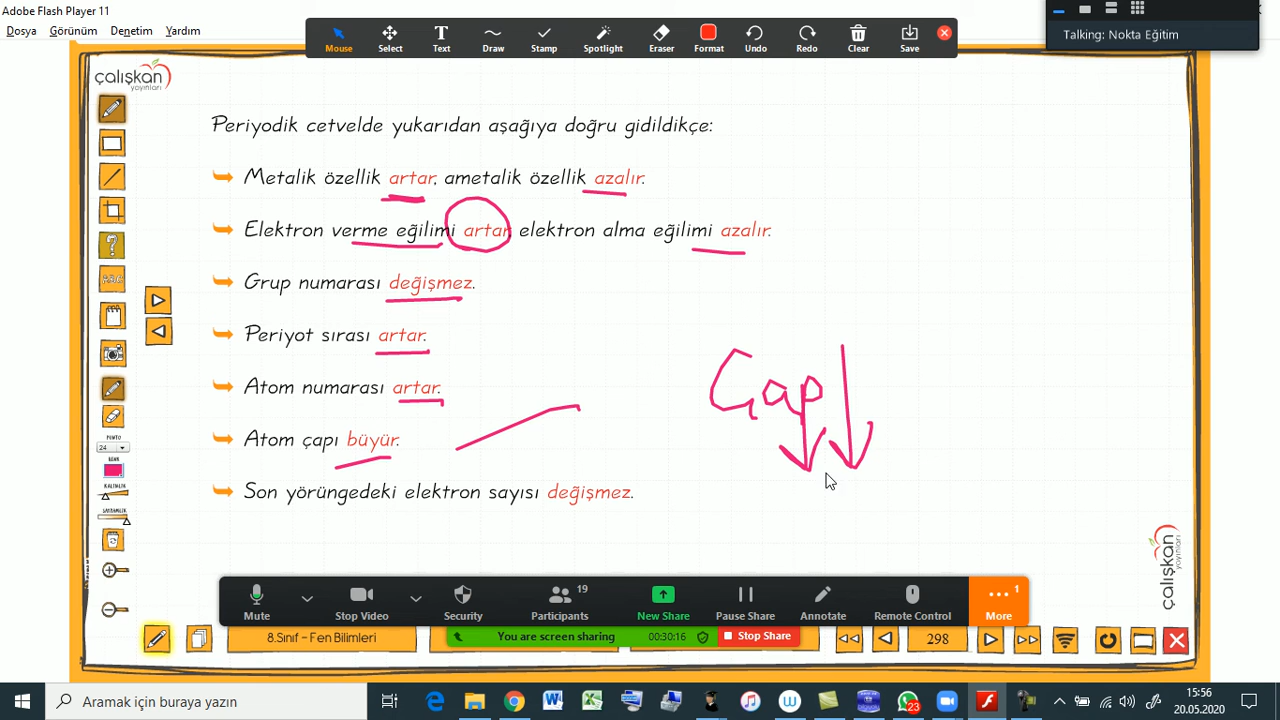 Adobe Flash Player 11
Dosya Görünüm Denetim Yardım
Mouse Select Text Draw Stamp Spotlight Eraser Format Undo Redo Clear Save
Talking: Nokta Eğitim
çalışkan
yayınları
Periyodik cetvelde yukarıdan aşağıya doğru gidildikçe:
Metalik özellik artar, ametalik özellik azalır.
Elektron verme eğilimi artar, elektron alma eğilimi azalır.
Grup numarası değişmez.
Periyot sırası artar.
Atom numarası artar.
Atom çapı büyür.
Son yörüngedeki elektron sayısı değişmez.
Çap
24
çalışkan
yayınları
19
1
Mute Stop Video Security Participants New Share Pause Share Annotate Remote Control More
8.Sınıf - Fen Bilimleri
You are screen sharing 00:30:16 Stop Share
298
Aramak için buraya yazın
23
15:56
20.05.2020